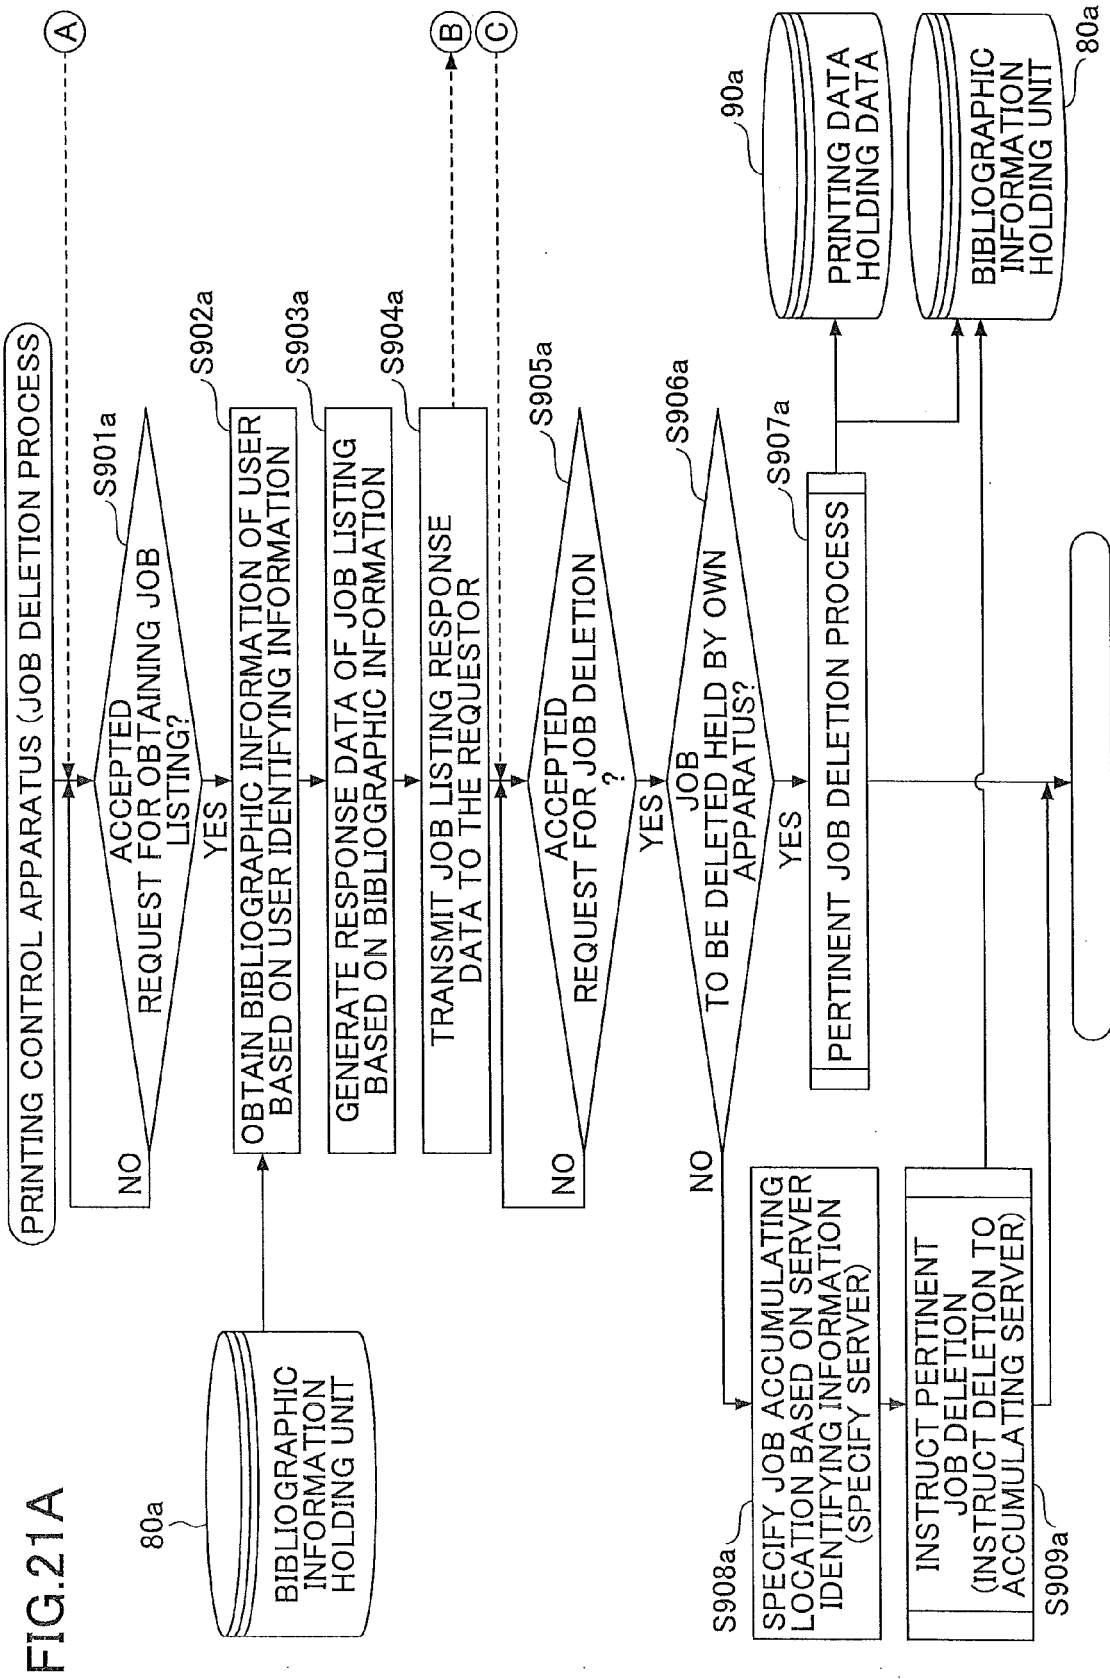 FIG.21A
PRINTING CONTROL APPARATUS (JOB DELETION PROCESS
A
S901a
ACCEPTED
REQUEST FOR OBTAINING JOB
LISTING?
NO
YES
80a
BIBLIOGRAPHIC
INFORMATION
HOLDING UNIT
S902a
OBTAIN BIBLIOGRAPHIC INFORMATION OF USER
BASED ON USER IDENTIFYING INFORMATION
S903a
GENERATE RESPONSE DATA OF JOB LISTING
BASED ON BIBLIOGRAPHIC INFORMATION
S904a
TRANSMIT JOB LISTING RESPONSE
DATA TO THE REQUESTOR
B
C
S905a
ACCEPTED
REQUEST FOR JOB DELETION
?
NO
YES
S906a
JOB
TO BE DELETED HELD BY OWN
APPARATUS?
NO
YES
S907a
PERTINENT JOB DELETION PROCESS
90a
PRINTING DATA
HOLDING DATA
BIBLIOGRAPHIC
INFORMATION
HOLDING UNIT
80a
S908a
SPECIFY JOB ACCUMULATING
LOCATION BASED ON SERVER
IDENTIFYING INFORMATION
(SPECIFY SERVER)
INSTRUCT PERTINENT
JOB DELETION
(INSTRUCT DELETION TO
ACCUMULATING SERVER)
S909a